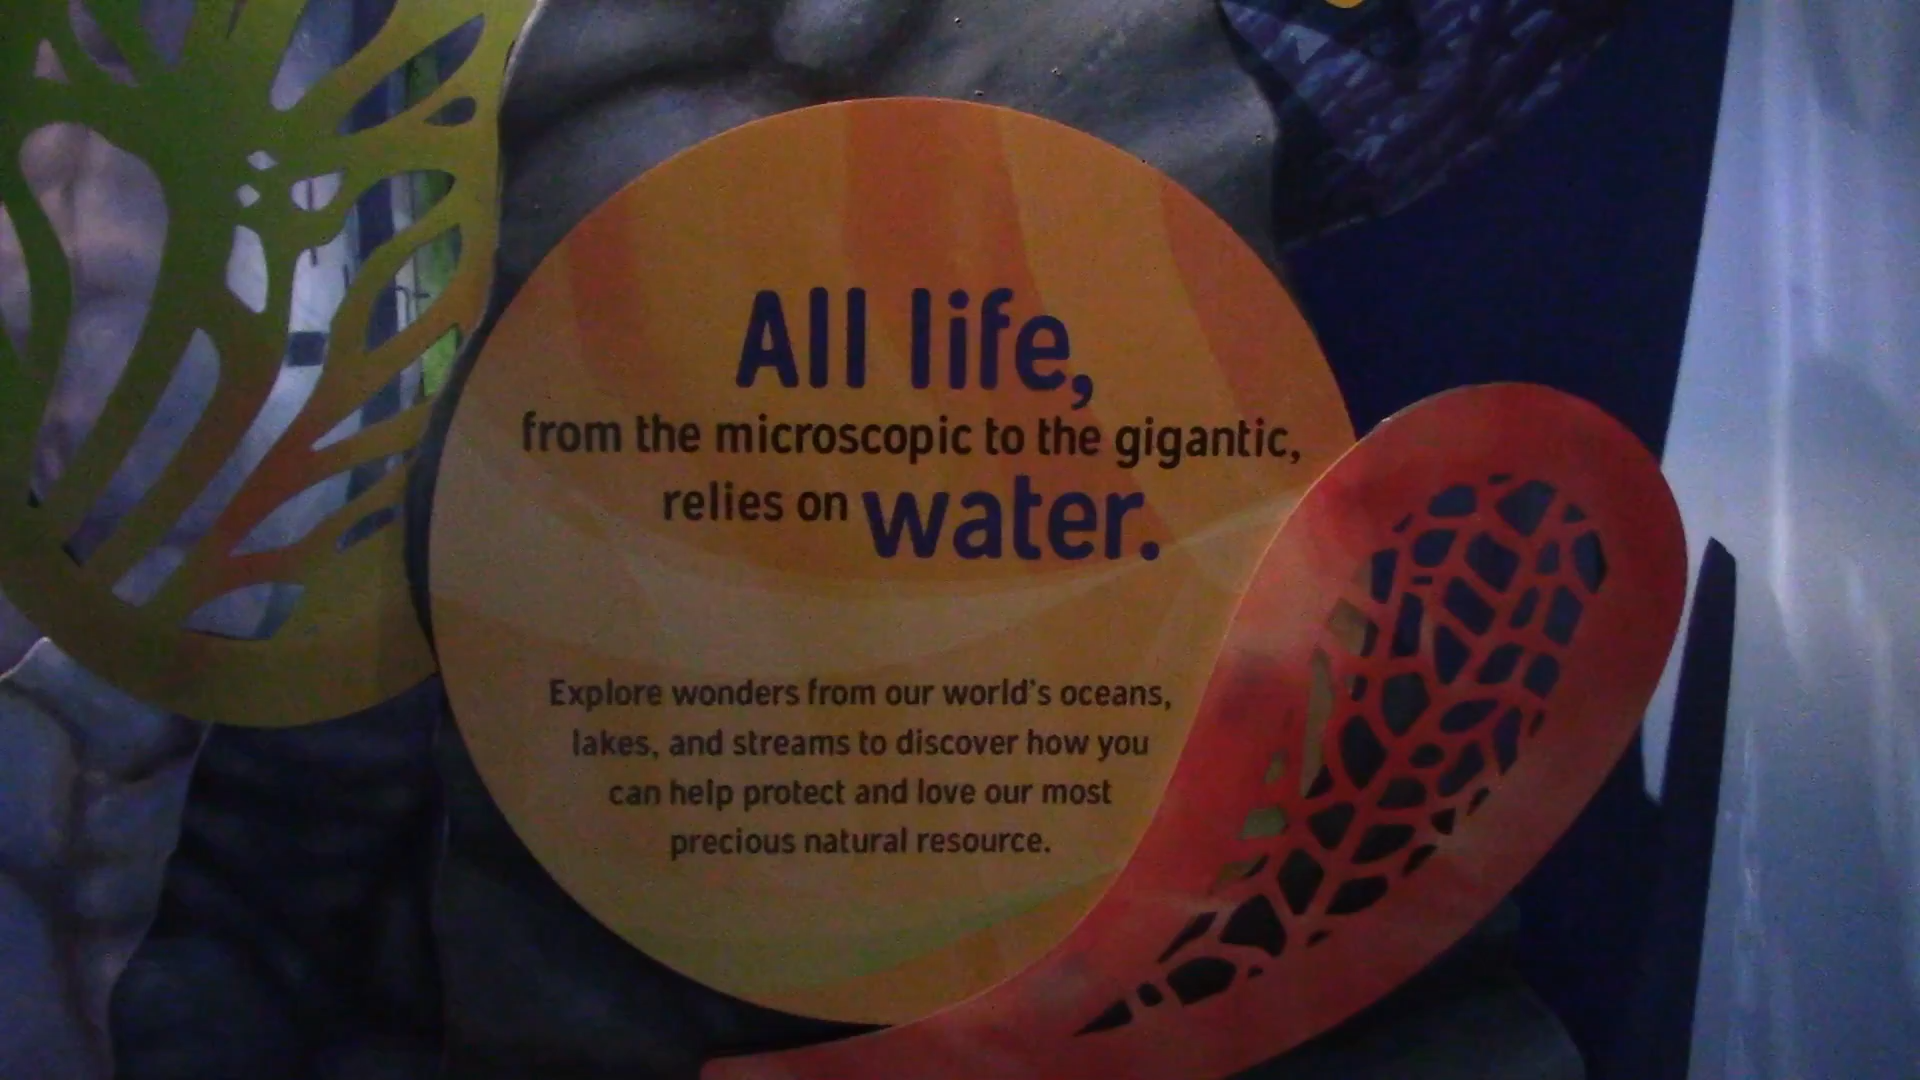 All life,
from the microscopic to the gigantic,
relies on water.
Explore wonders from our world's oceans,
lakes, and streams to discover how you
can help protect and love our most
precious natural resource.